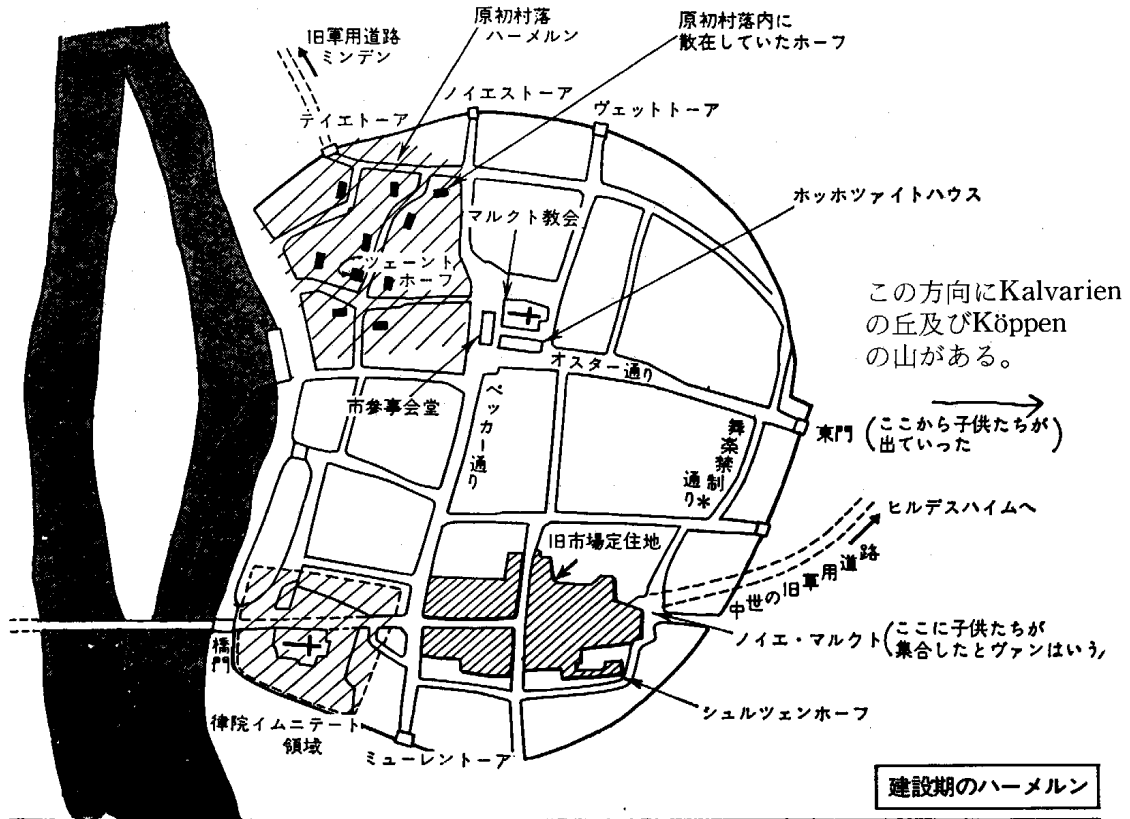 原初村落
ハーメルン
原初村落内に
散在していたホーフ
旧軍用道路
ミンデン
ノイエストーア
ヴェットトーア
テイエトーア
ホッホツァイトハウス
マルクト教会
ツェーント
ホーフ
この方向にKalvarien
の丘及びKöppen
の山がある。
オスター通り
市参事会堂
ベッカー通り
舞楽禁制
通り*
東門(ここから子供たちが
出ていった)
ヒルデスハイムへ
旧市場定住地
中世の旧軍用道路
ノイエ・マルクト(ここに子供たちが
集合したとヴァンはいう)
橋門
シュルツェンホーフ
律院イムニテート
領域
ミューレントーア
建設期のハーメルン